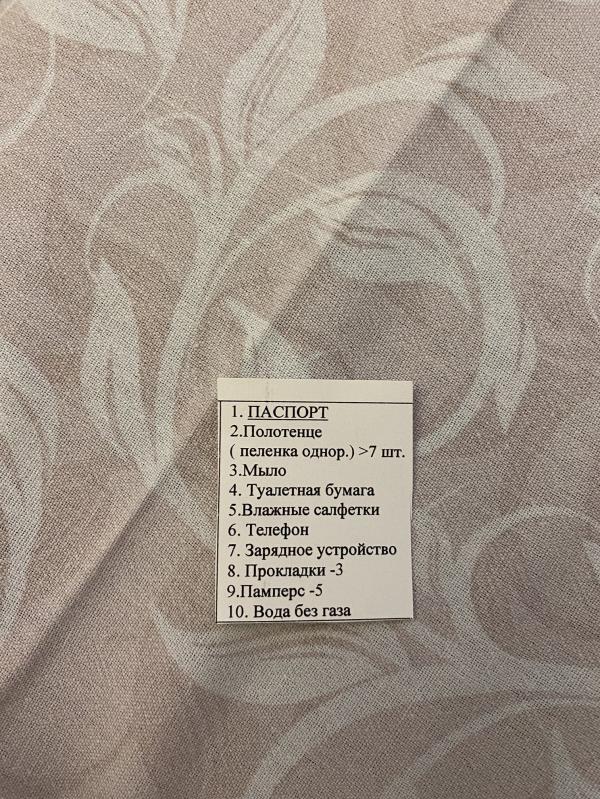 1. ПАСПОРТ
2.Полотенце
( пеленка однор.) >7 шт.
3.Мыло
4. Туалетная бумага
5.Влажные салфетки
6. Телефон
7. Зарядное устройство
8. Прокладки -3
9.Памперс -5
10. Вода без газа